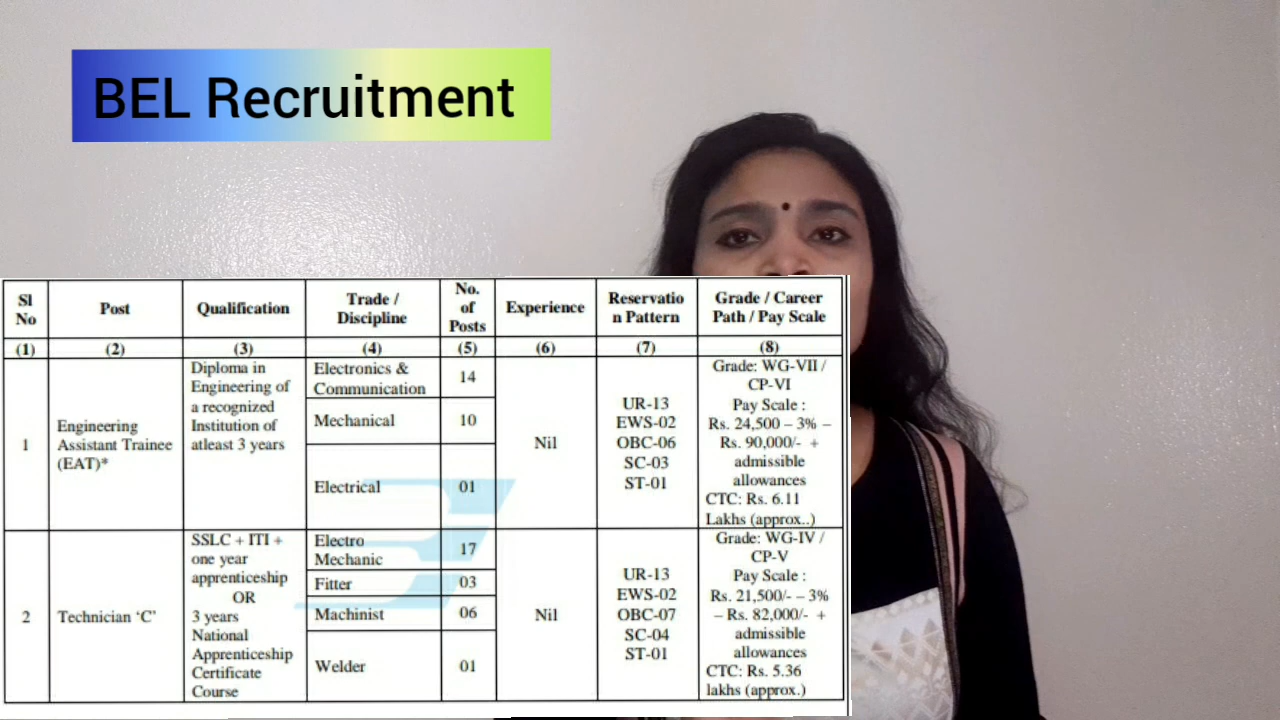 BEL Recruitment
Sl No
Post
Qualification
Trade / Discipline
No. of Posts
Experience
Reservatio n Pattern
Grade / Career Path / Pay Scale
(1)
(2)
(3)
(4)
(5)
(6)
(7)
(8)
1
Engineering
Assistant Trainee
(EAT)*
Diploma in
Engineering of
a recognized
Institution of
atleast 3 years
Electronics &
Communication
14
Mechanical
10
Electrical
01
Nil
UR-13
EWS-02
OBC-06
SC-03
ST-01
Grade: WG-VII /
CP-VI
Pay Scale :
Rs. 24,500 – 3% –
Rs. 90,000/- +
admissible
allowances
CTC: Rs. 6.11
Lakhs (approx..)
2
Technician ‘C’
SSLC + ITI +
one year
apprenticeship
OR
3 years
National
Apprenticeship
Certificate
Course
Electro
Mechanic
17
Fitter
03
Machinist
06
Welder
01
Nil
UR-13
EWS-02
OBC-07
SC-04
ST-01
Grade: WG-IV /
CP-V
Pay Scale :
Rs. 21,500/- – 3%
– Rs. 82,000/- +
admissible
allowances
CTC: Rs. 5.36
lakhs (approx.)